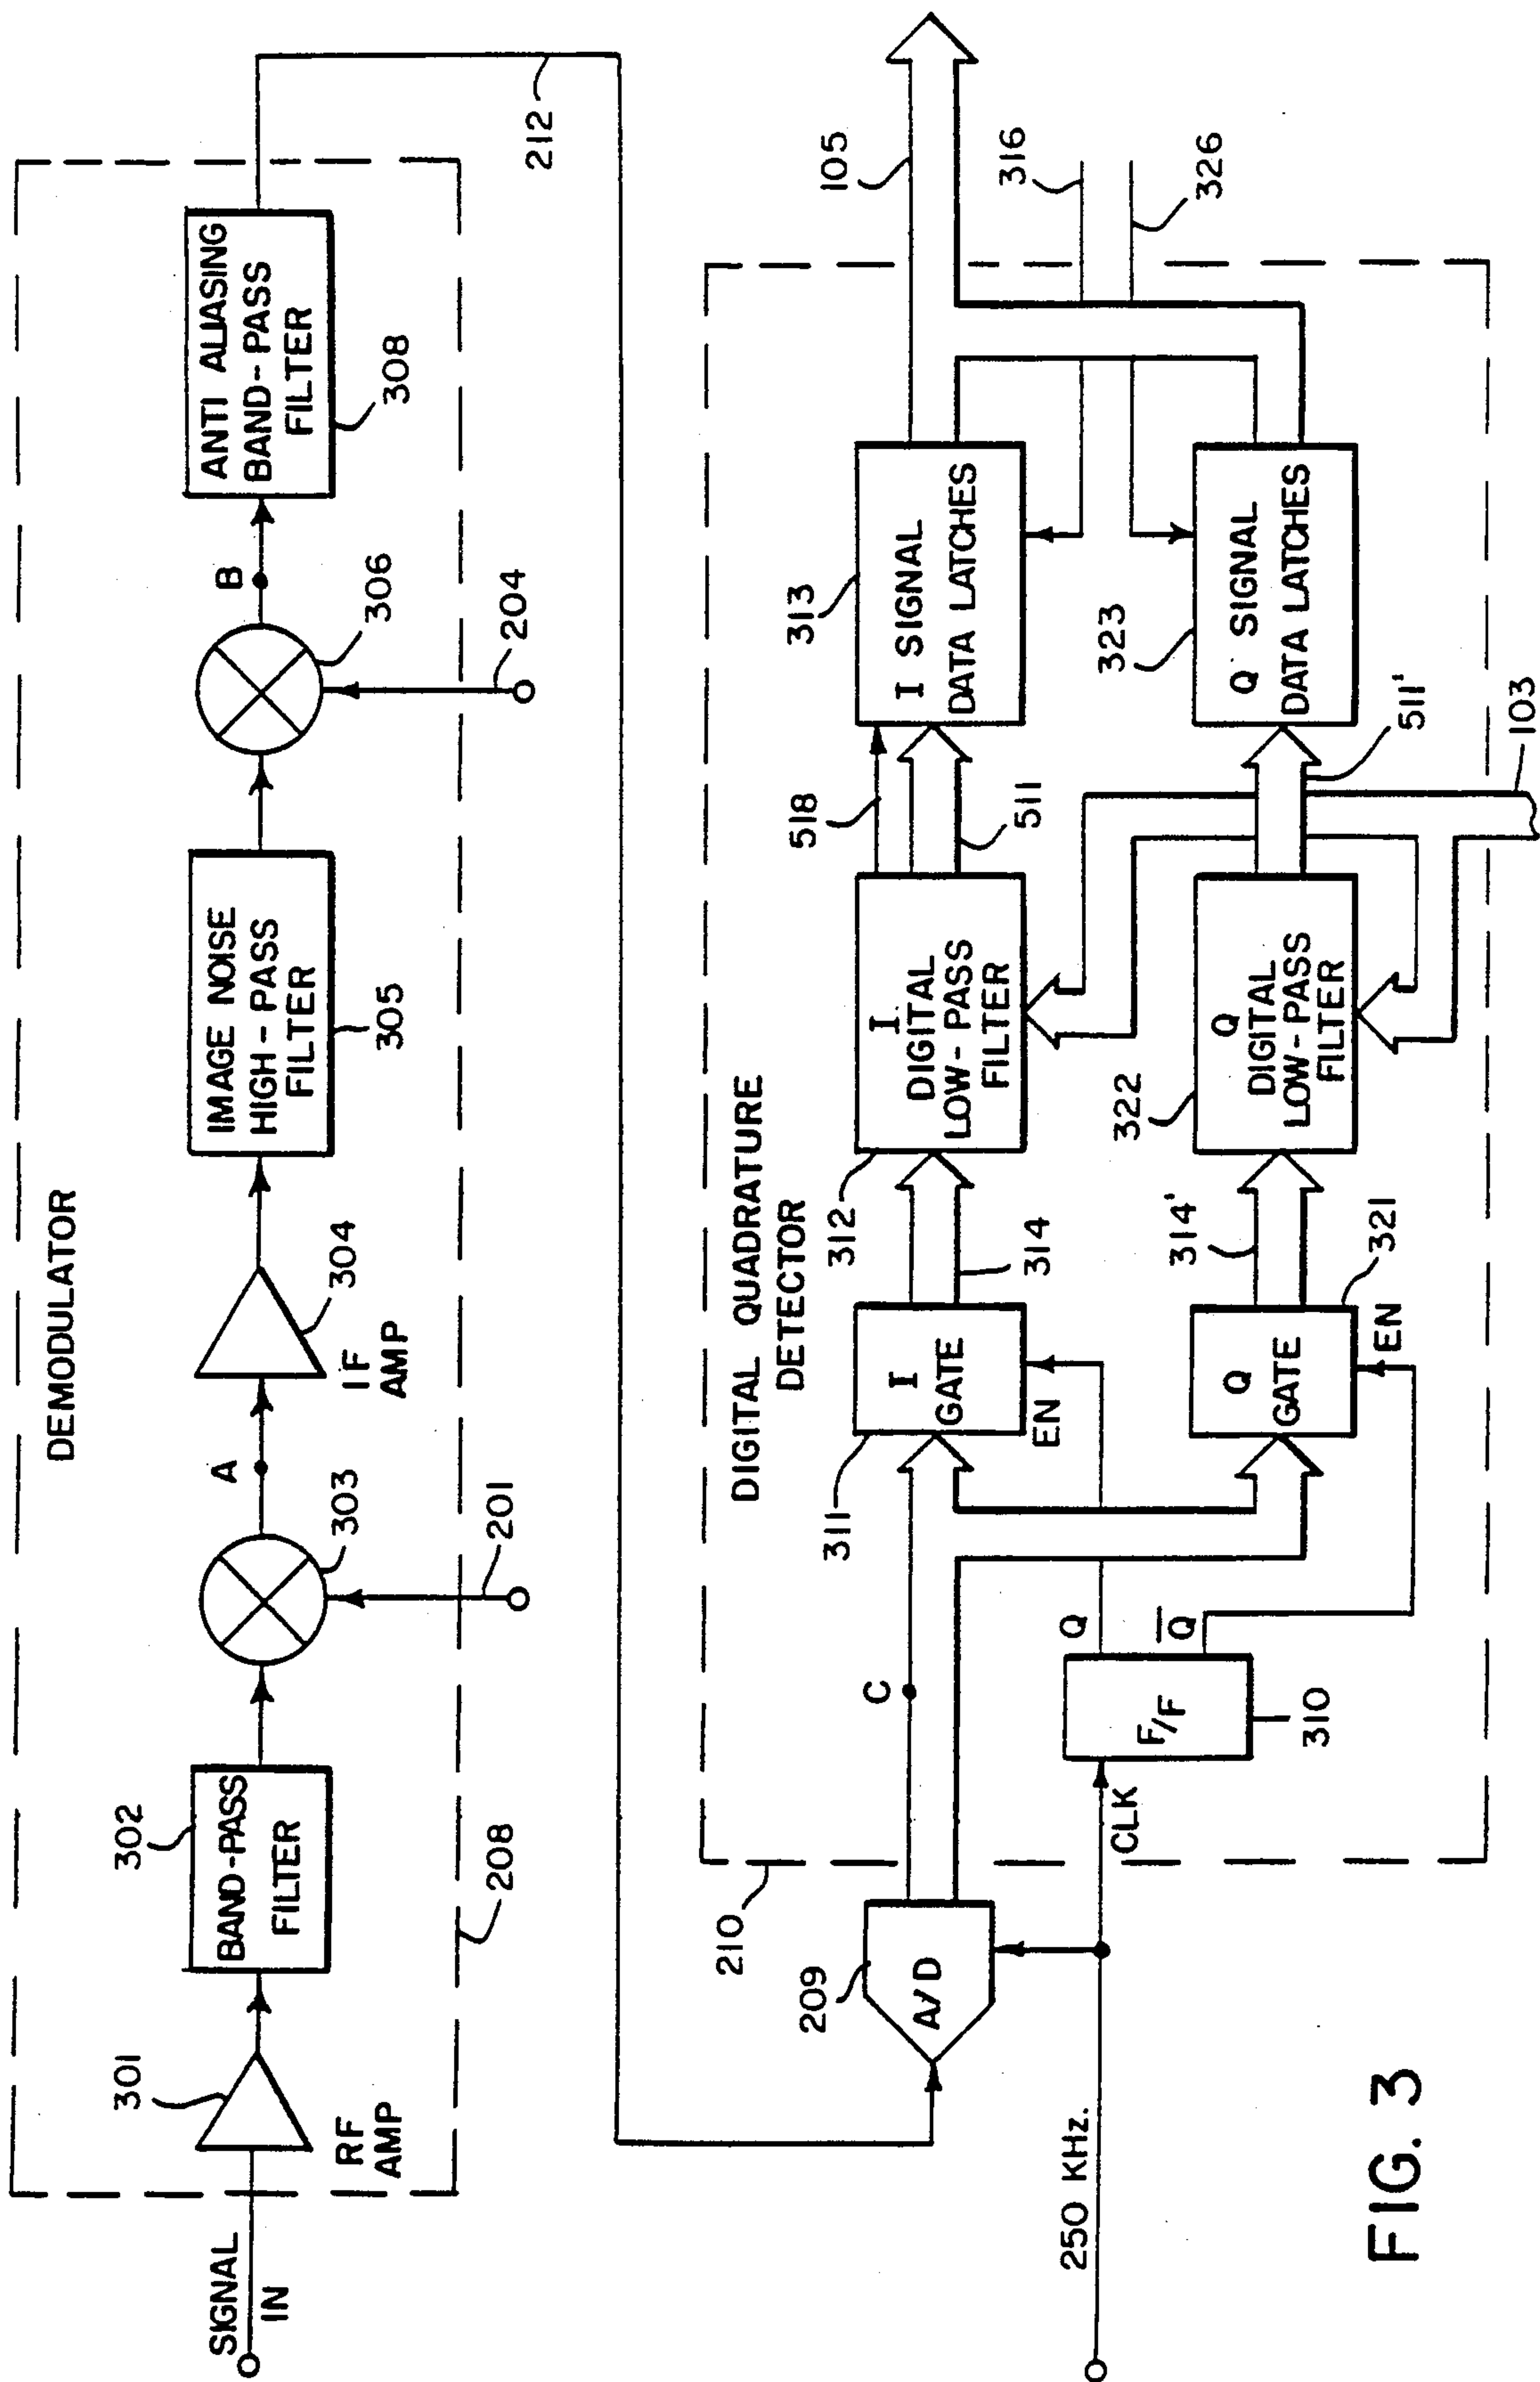 DEMODULATOR
SIGNAL
IN
301
RF
AMP
302
BAND-PASS
FILTER
208
303
201
A
304
IF
AMP
IMAGE NOISE
HIGH-PASS
FILTER
305
306
204
B
ANTI ALIASING
BAND-PASS
FILTER
308
212
DIGITAL QUADRATURE
DETECTOR
210
209
A/D
250 KHz.
CLK
F/F
310
C
Q
Q̅
311
I
GATE
EN
314
312
I
DIGITAL
LOW-PASS
FILTER
518
511
313
I SIGNAL
DATA LATCHES
105
316
326
Q
GATE
EN
321
314'
322
Q
DIGITAL
LOW-PASS
FILTER
511'
103
323
Q SIGNAL
DATA LATCHES
FIG. 3